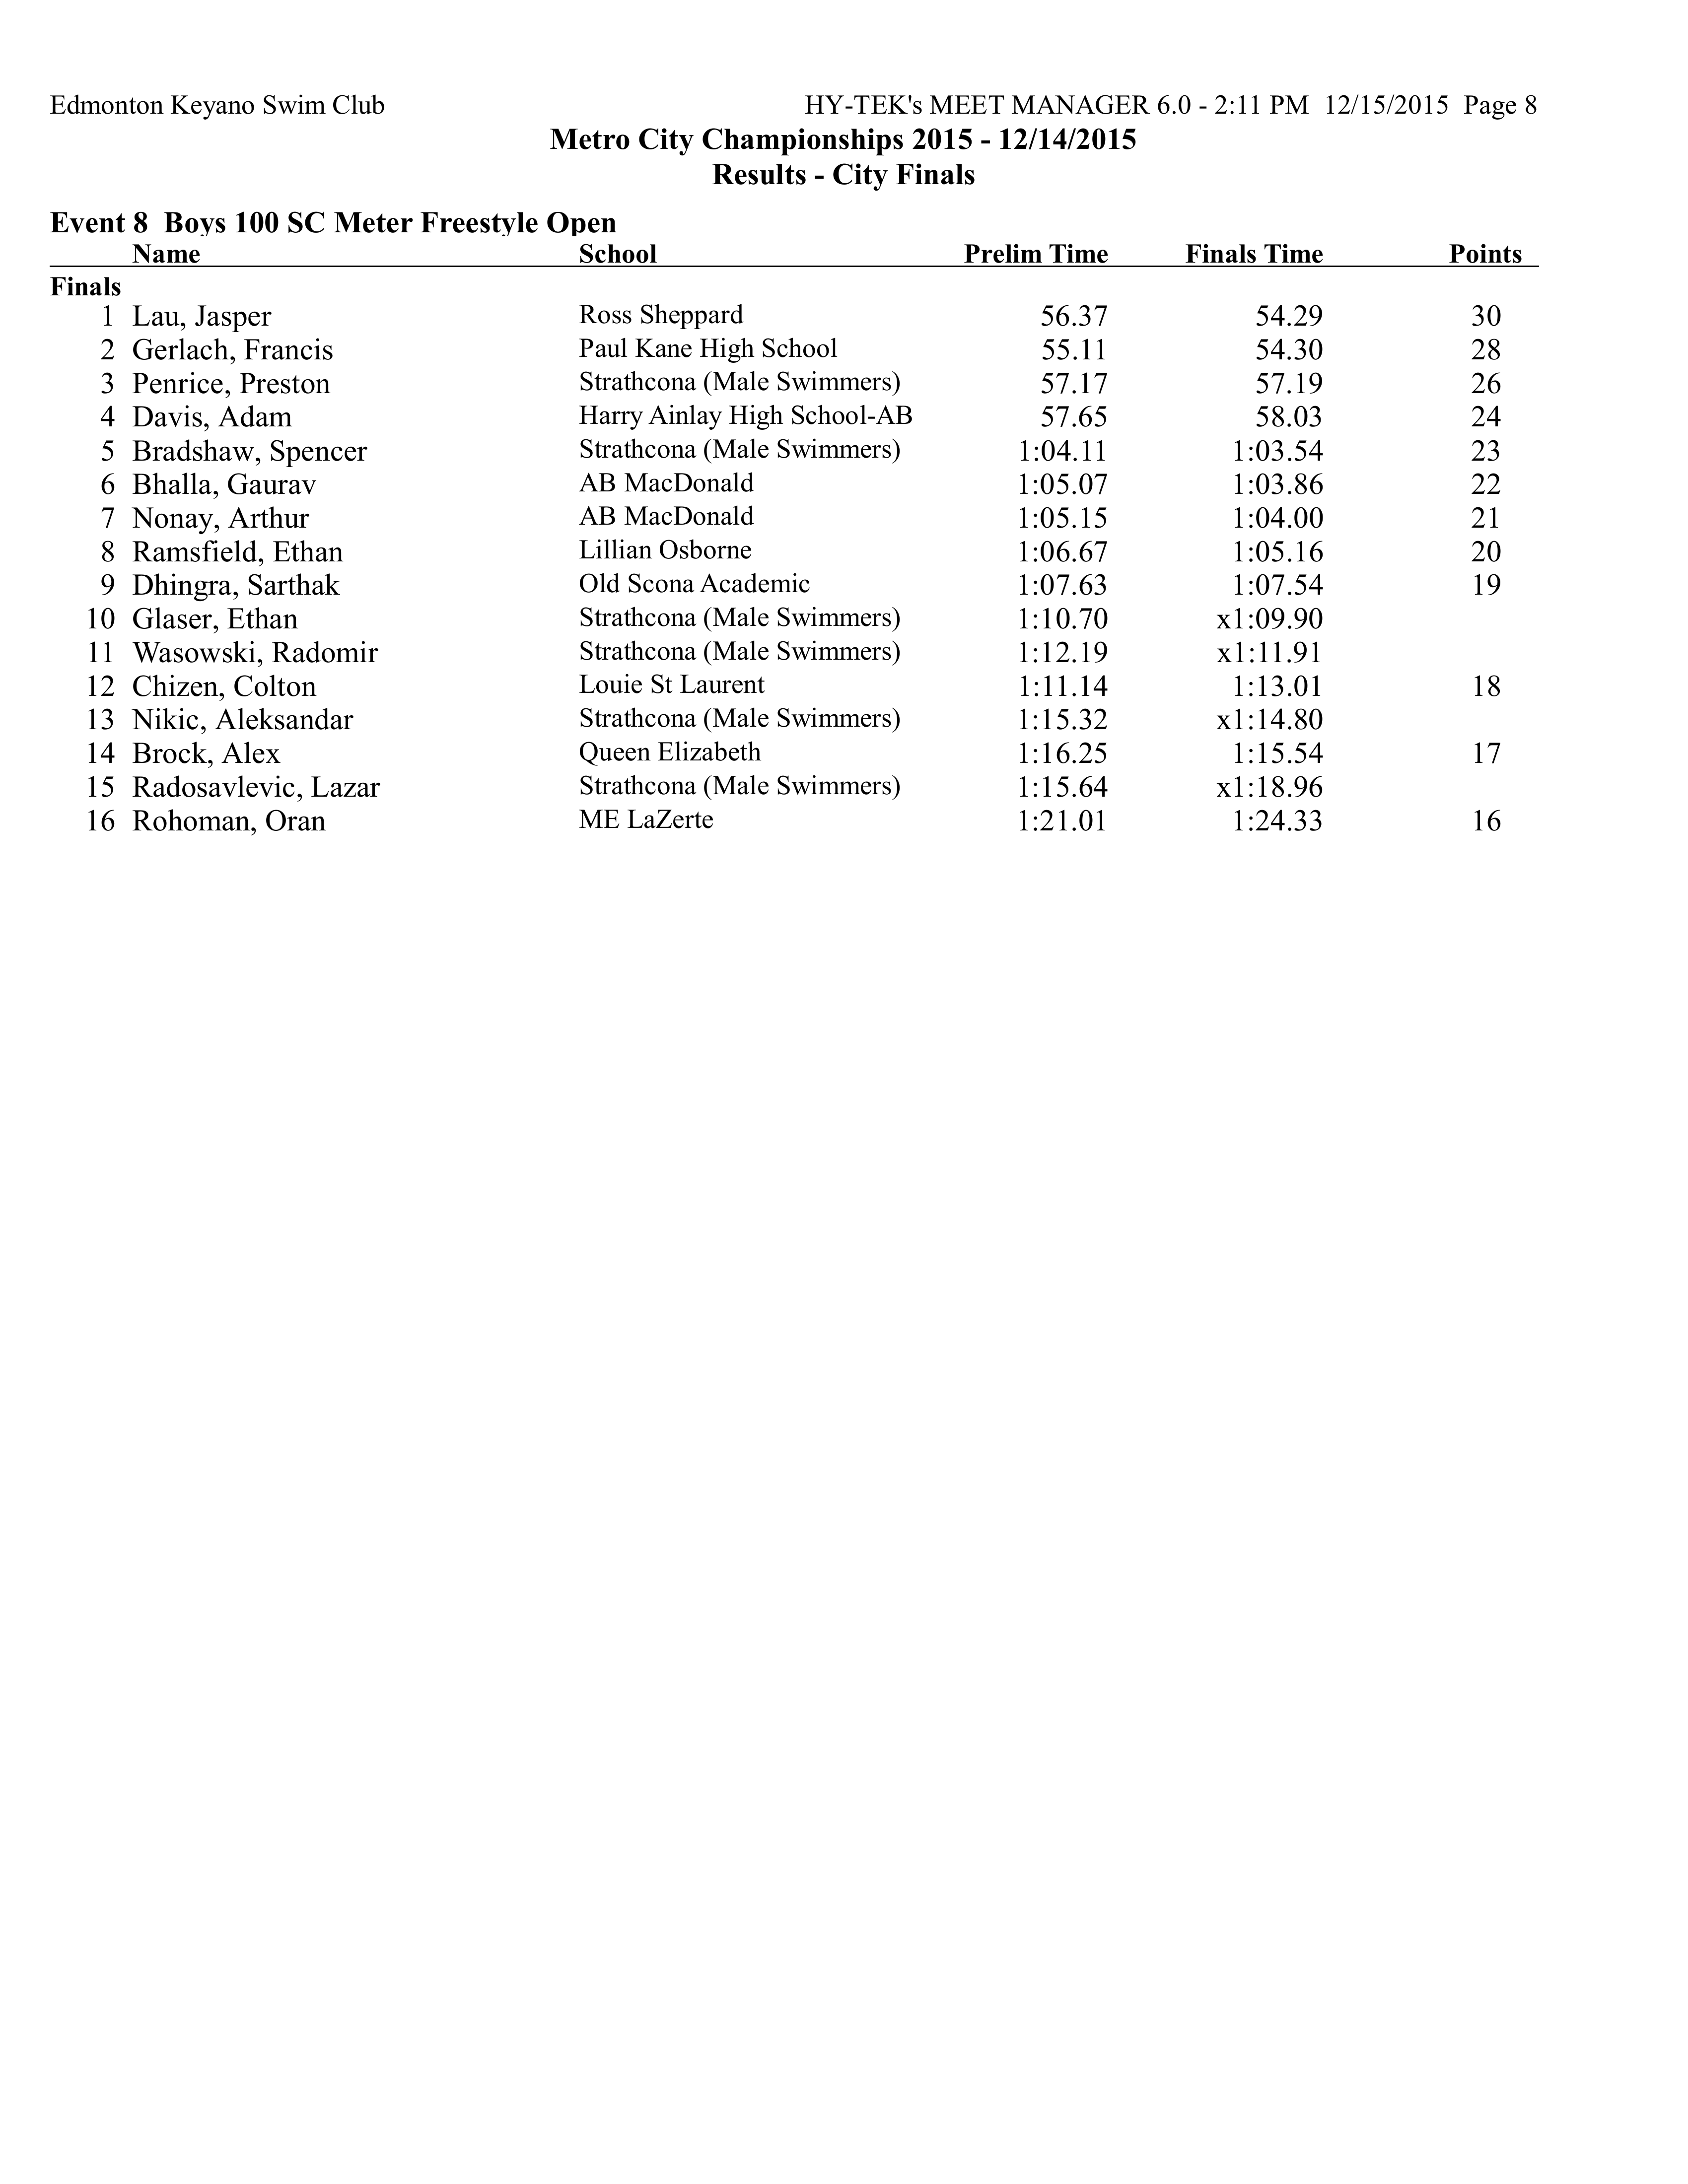 Edmonton Keyano Swim Club HY-TEK's MEET MANAGER 6.0 - 2:11 PM 12/15/2015 Page 8
Metro City Championships 2015 - 12/14/2015
Results - City Finals
Event 8 Boys 100 SC Meter Freestyle Open
Name School Prelim Time Finals Time Points
Finals
1 Lau, Jasper Ross Sheppard 56.37 54.29 30
2 Gerlach, Francis Paul Kane High School 55.11 54.30 28
3 Penrice, Preston Strathcona (Male Swimmers) 57.17 57.19 26
4 Davis, Adam Harry Ainlay High School-AB 57.65 58.03 24
5 Bradshaw, Spencer Strathcona (Male Swimmers) 1:04.11 1:03.54 23
6 Bhalla, Gaurav AB MacDonald 1:05.07 1:03.86 22
7 Nonay, Arthur AB MacDonald 1:05.15 1:04.00 21
8 Ramsfield, Ethan Lillian Osborne 1:06.67 1:05.16 20
9 Dhingra, Sarthak Old Scona Academic 1:07.63 1:07.54 19
10 Glaser, Ethan Strathcona (Male Swimmers) 1:10.70 x1:09.90
11 Wasowski, Radomir Strathcona (Male Swimmers) 1:12.19 x1:11.91
12 Chizen, Colton Louie St Laurent 1:11.14 1:13.01 18
13 Nikic, Aleksandar Strathcona (Male Swimmers) 1:15.32 x1:14.80
14 Brock, Alex Queen Elizabeth 1:16.25 1:15.54 17
15 Radosavlevic, Lazar Strathcona (Male Swimmers) 1:15.64 x1:18.96
16 Rohoman, Oran ME LaZerte 1:21.01 1:24.33 16